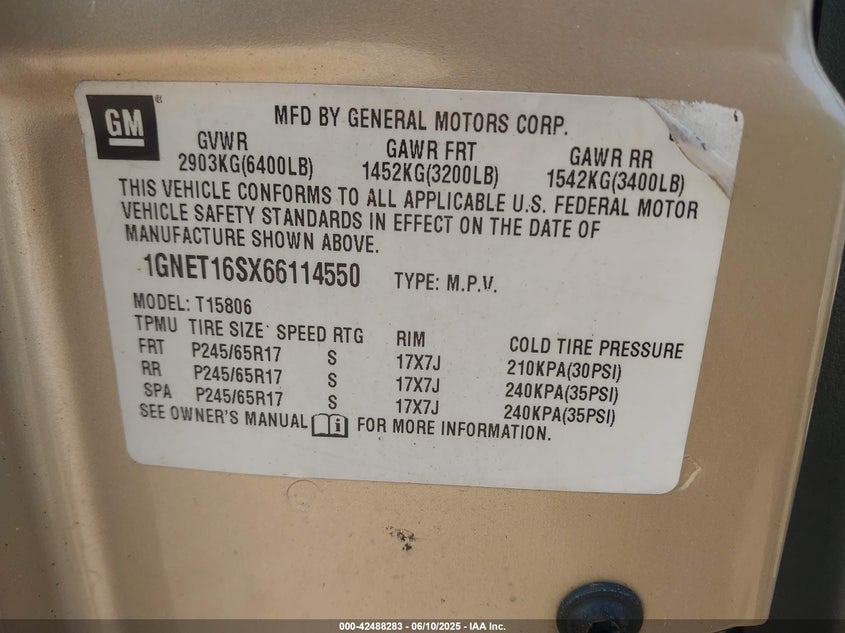 GM®
MFD BY GENERAL MOTORS CORP.
GVWR GAWR FRT GAWR RR
2903KG(6400LB) 1452KG(3200LB) 1542KG(3400LB)
THIS VEHICLE CONFORMS TO ALL APPLICABLE U.S. FEDERAL MOTOR
VEHICLE SAFETY STANDARDS IN EFFECT ON THE DATE OF
MANUFACTURE SHOWN ABOVE.
1GNET16SX66114550 TYPE: M.P.V.
MODEL: T15806
TPMU TIRE SIZE SPEED RTG RIM COLD TIRE PRESSURE
FRT P245/65R17 S 17X7J 210KPA(30PSI)
RR P245/65R17 S 17X7J 240KPA(35PSI)
SPA P245/65R17 S 17X7J 240KPA(35PSI)
SEE OWNER'S MANUAL i FOR MORE INFORMATION.
000-42488283 - 06/10/2025 - IAA Inc.